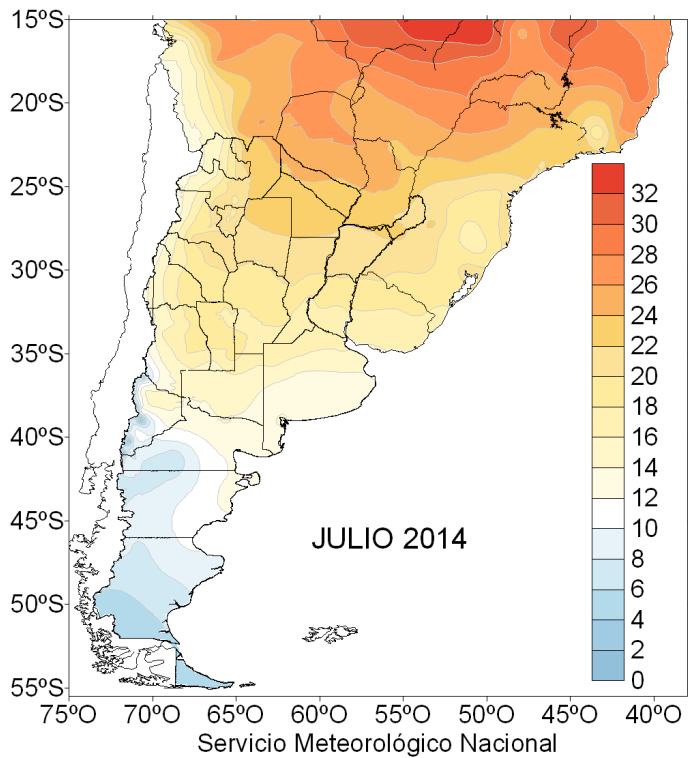 15ºS
20ºS
25ºS
30ºS
35ºS
40ºS
45ºS
50ºS
55ºS
32
30
28
26
24
22
20
18
16
14
12
10
8
6
4
2
0
JULIO 2014
75ºO 70ºO 65ºO 60ºO 55ºO 50ºO 45ºO 40ºO
Servicio Meteorológico Nacional